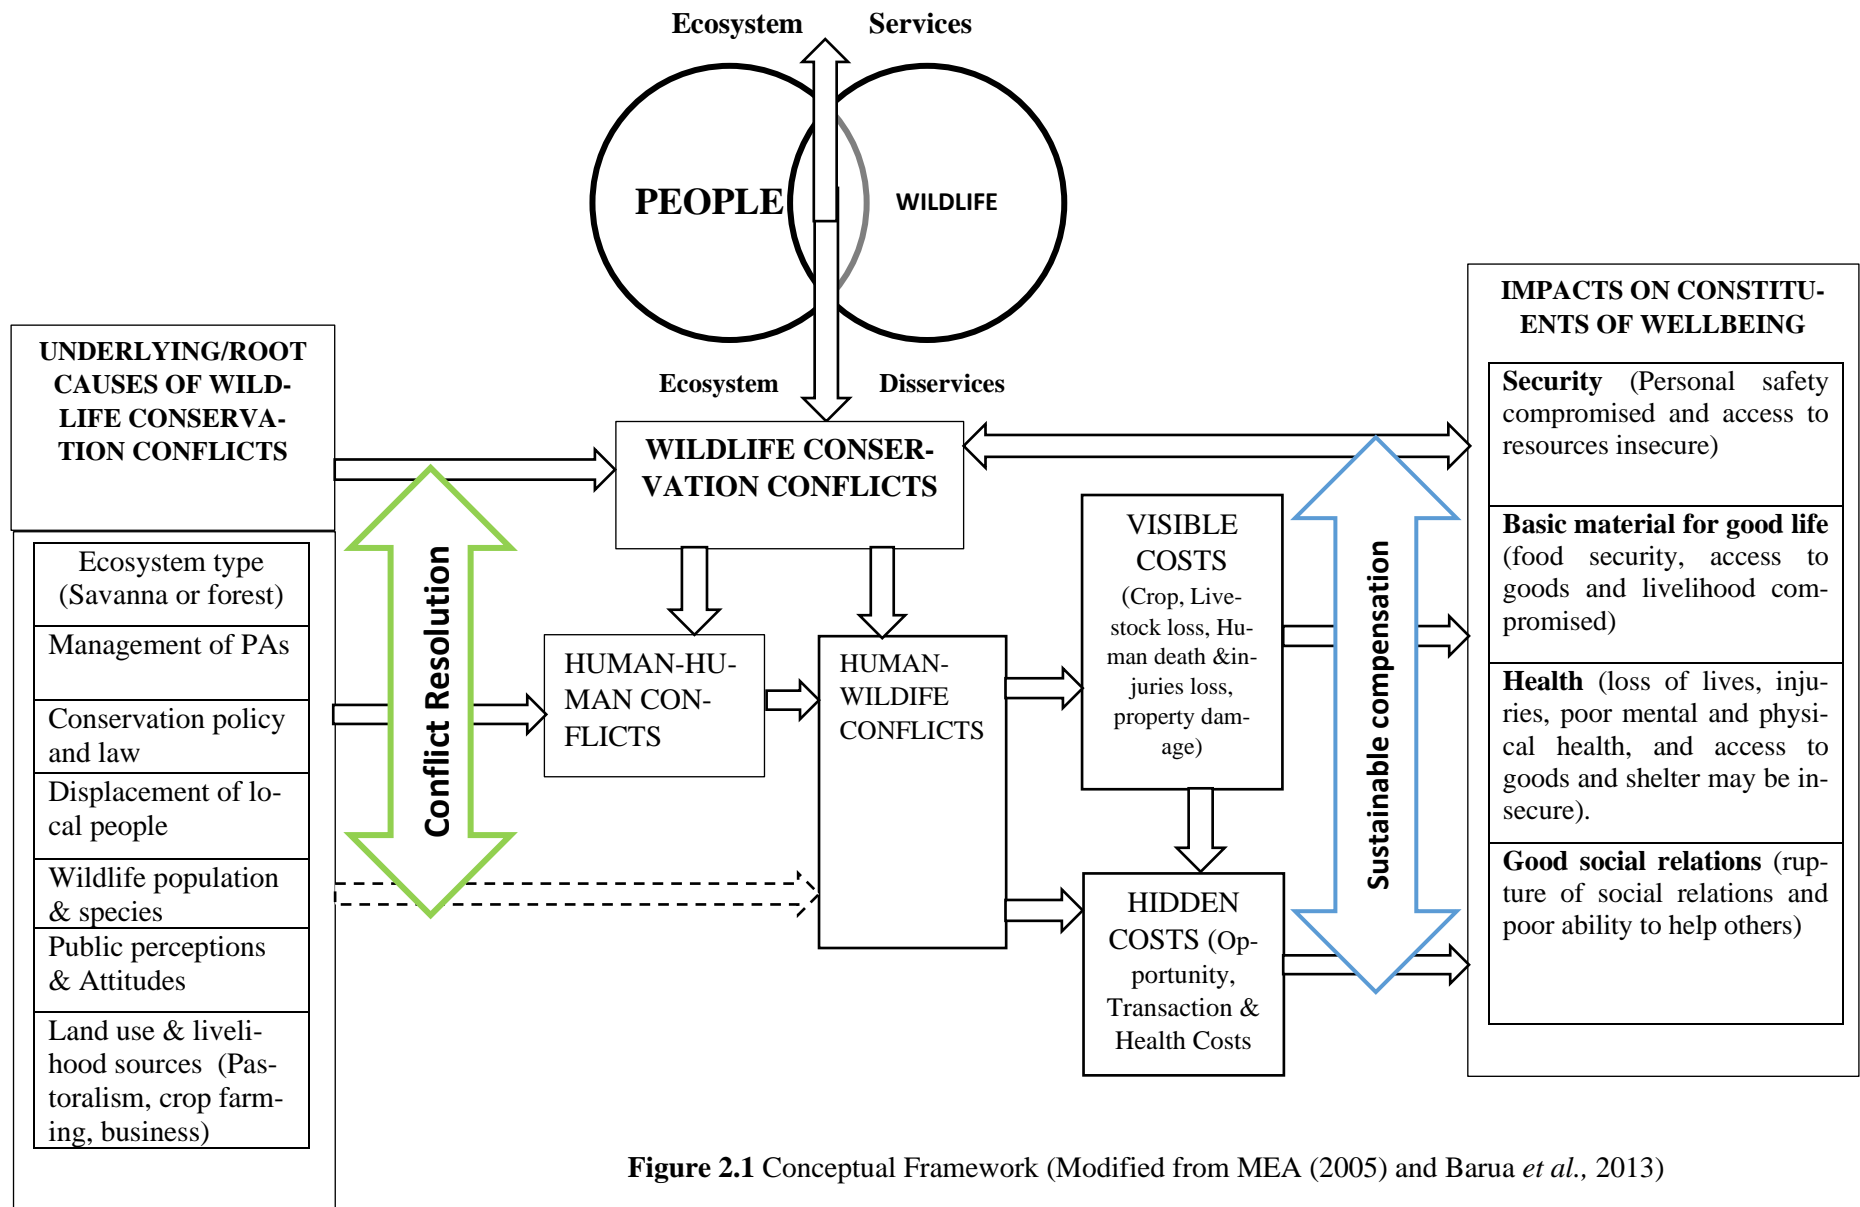 Ecosystem Services
PEOPLE
WILDLIFE
Ecosystem Disservices
UNDERLYING/ROOT
CAUSES OF WILD-
LIFE CONSERVA-
TION CONFLICTS
Ecosystem type
(Savanna or forest)
Management of PAs
Conservation policy
and law
Displacement of lo-
cal people
Wildlife population
& species
Public perceptions
& Attitudes
Land use & liveli-
hood sources (Pas-
toralism, crop farm-
ing, business)
Conflict Resolution
WILDLIFE CONSER-
VATION CONFLICTS
HUMAN-HU-
MAN CON-
FLICTS
HUMAN-
WILDIFE
CONFLICTS
VISIBLE
COSTS
(Crop, Live-
stock loss, Hu-
man death &in-
juries loss,
property dam-
age)
HIDDEN
COSTS (Op-
portunity,
Transaction &
Health Costs
Sustainable compensation
IMPACTS ON CONSTITU-
ENTS OF WELLBEING
Security (Personal safety
compromised and access to
resources insecure)
Basic material for good life
(food security, access to
goods and livelihood com-
promised)
Health (loss of lives, inju-
ries, poor mental and physi-
cal health, and access to
goods and shelter may be in-
secure).
Good social relations (rup-
ture of social relations and
poor ability to help others)
Figure 2.1 Conceptual Framework (Modified from MEA (2005) and Barua et al., 2013)